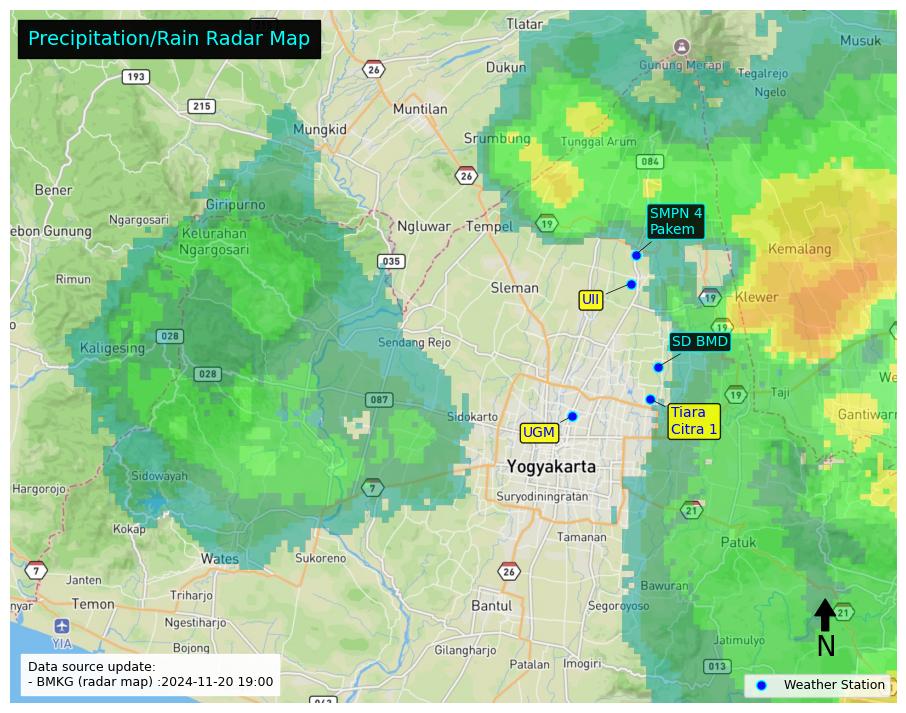 Precipitation/Rain Radar Map
Tlatar
Musuk
Gunung Merapi
Tegalrejo
Dukun
Ngelo
26
193
215
Muntilan
Mungkid
Srumbung
Tunggal Arum
084
26
Bener
Giripurno
SMPN 4
Pakem
Ngargosari
Kelurahan
Ngargosari
ebon Gunung
Ngluwar
Tempel
19
Kemalang
035
Rimun
Sleman
UII
19
Klewer
19
028
Kaligesing
Sendang Rejo
SD BMD
028
087
19
Taji
We
Tiara
Citra 1
Gantiwarn
Sidokarto
UGM
Yogyakarta
Sidowayah
Hargorojo
7
Suryodiningratan
21
Kokap
Tamanan
Patuk
Wates
Sukoreno
7
Janten
26
Bawuran
Triharjo
nyar
Temon
Bantul
Segoroyoso
21
Ngestiharjo
YIA
N
Bojong
Gilangharjo
Jatimulyo
Patalan
Imogiri
013
Data source update:
- BMKG (radar map) :2024-11-20 19:00
Weather Station